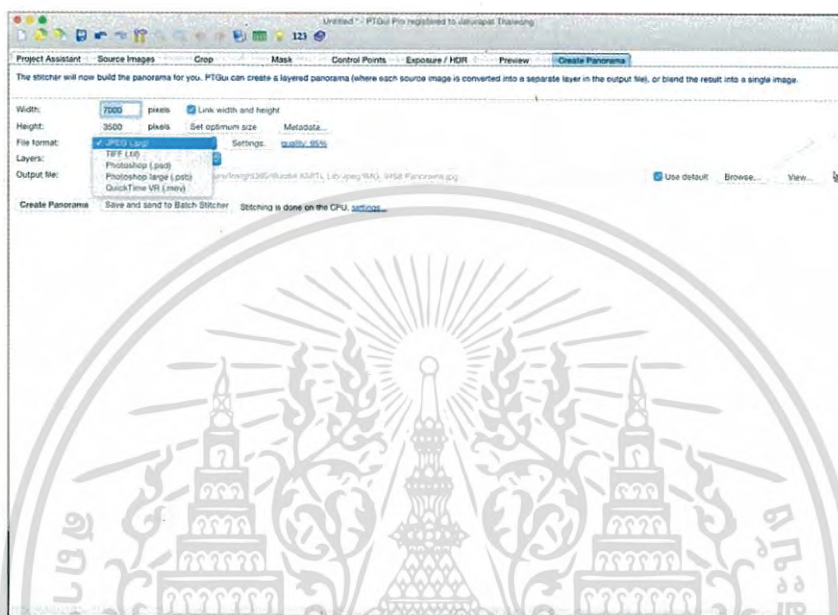 Untitled * - PTGui Pro registered to Jaturapat Thaiwong
123
Project Assistant Source Images Crop Mask Control Points Exposure / HDR Preview Create Panorama
The stitcher will now build the panorama for you. PTGui can create a layered panorama (where each source image is converted into a separate layer in the output file), or blend the result into a single image.
Width: 7000 pixels Link width and height
Height: 3500 pixels Set optimum size Metadata...
File format: JPEG (.jpg) Settings. quality: 95%
TIFF (.tif)
Layers: Photoshop (.psd)
Output file: Photoshop large (.psb) Panorama.jpg Use default Browse... View...
QuickTime VR (.mov)
Create Panorama Save and send to Batch Stitcher Stitching is done on the CPU. settings...